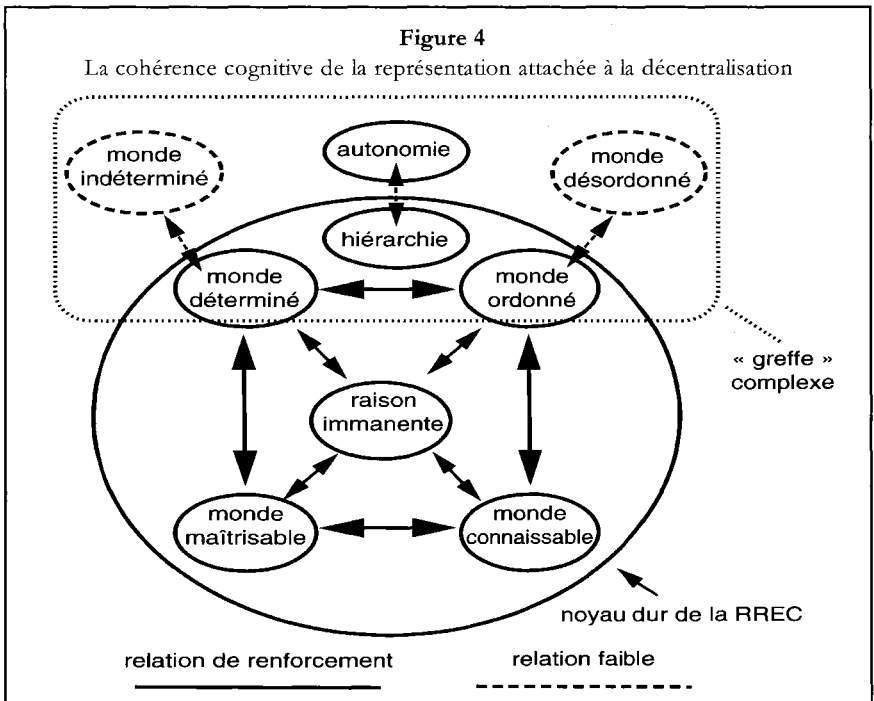 Figure 4
La cohérence cognitive de la représentation attachée à la décentralisation
monde
indéterminé
autonomie
monde
désordonné
hiérarchie
monde
déterminé
monde
ordonné
« greffe »
complexe
raison
immanente
monde
maîtrisable
monde
connaissable
noyau dur de la RREC
relation de renforcement
relation faible